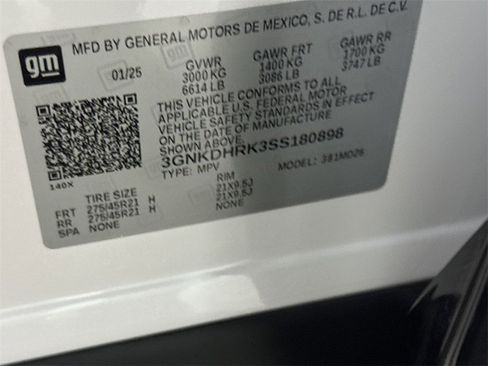 MFD BY GENERAL MOTORS DE MEXICO, S. DE R.L. DE C.V.
gm
01/25
GVWR GAWR FRT GAWR RR
3000 KG 1400 KG 1700 KG
6614 LB 3086 LB 3747 LB
THIS VEHICLE CONFORMS TO ALL
APPLICABLE U.S. FEDERAL MOTOR
VEHICLE SAFETY STANDARDS IN EFFECT
ON THE DATE OF MANUFACTURE
SHOWN ABOVE.
3GNKDHRK3SS180898
140X
TYPE: MPV MODEL: 381MD26
TIRE SIZE RIM
FRT 275/45R21 H 21X9.5J
RR 275/45R21 H 21X9.5J
SPA NONE NONE